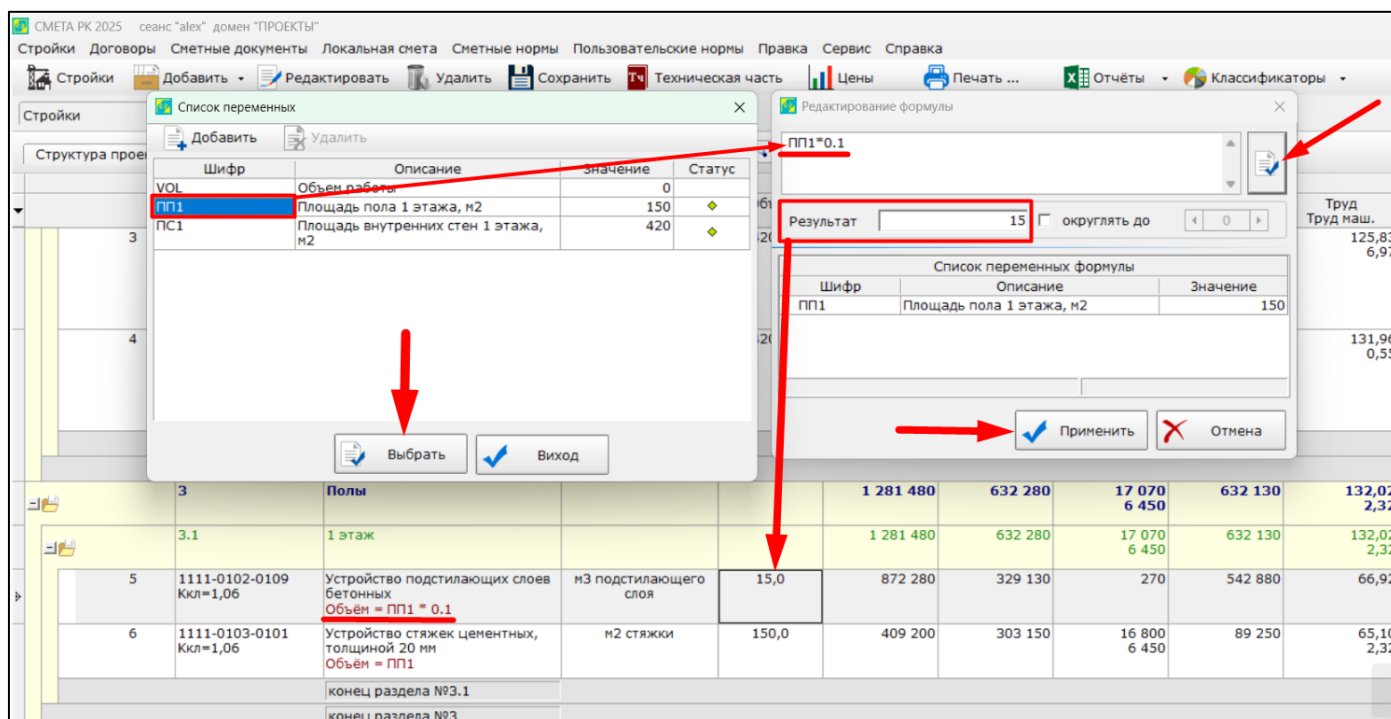 СМЕТА РК 2025 сеанс "alex" домен "ПРОЕКТЫ"
Стройки Договоры Сметные документы Локальная смета Сметные нормы Пользовательские нормы Правка Сервис Справка
Стройки Добавить Редактировать Удалить Сохранить Тч Техническая часть Цены Печать ... Отчёты Классификаторы
Стройки
Структура прое
Список переменных
Добавить Удалить
Шифр Описание Значение Статус
VOL Объем работы 0
ПП1 Площадь пола 1 этажа, м2 150
ПС1 Площадь внутренних стен 1 этажа, м2 420
Выбрать Виход
Редактирование формулы
ПП1*0.1
Результат 15 округлять до 0
Список переменных формулы
Шифр Описание Значение
ПП1 Площадь пола 1 этажа, м2 150
Применить Отмена
Труд
Труд маш.
3 125,83
6,97
4 131,96
0,55
3 Полы 1 281 480 632 280 17 070 632 130 132,02
6 450 2,32
3.1 1 этаж 1 281 480 632 280 17 070 632 130 132,02
6 450 2,32
5 1111-0102-0109 Устройство подстилающих слоев м3 подстилающего 15,0 872 280 329 130 270 542 880 66,92
Ккл=1,06 бетонных слоя
Объём = ПП1 * 0.1
6 1111-0103-0101 Устройство стяжек цементных, м2 стяжки 150,0 409 200 303 150 16 800 89 250 65,10
Ккл=1,06 толщиной 20 мм 6 450 2,32
Объём = ПП1
конец раздела №3.1
конец раздела №3